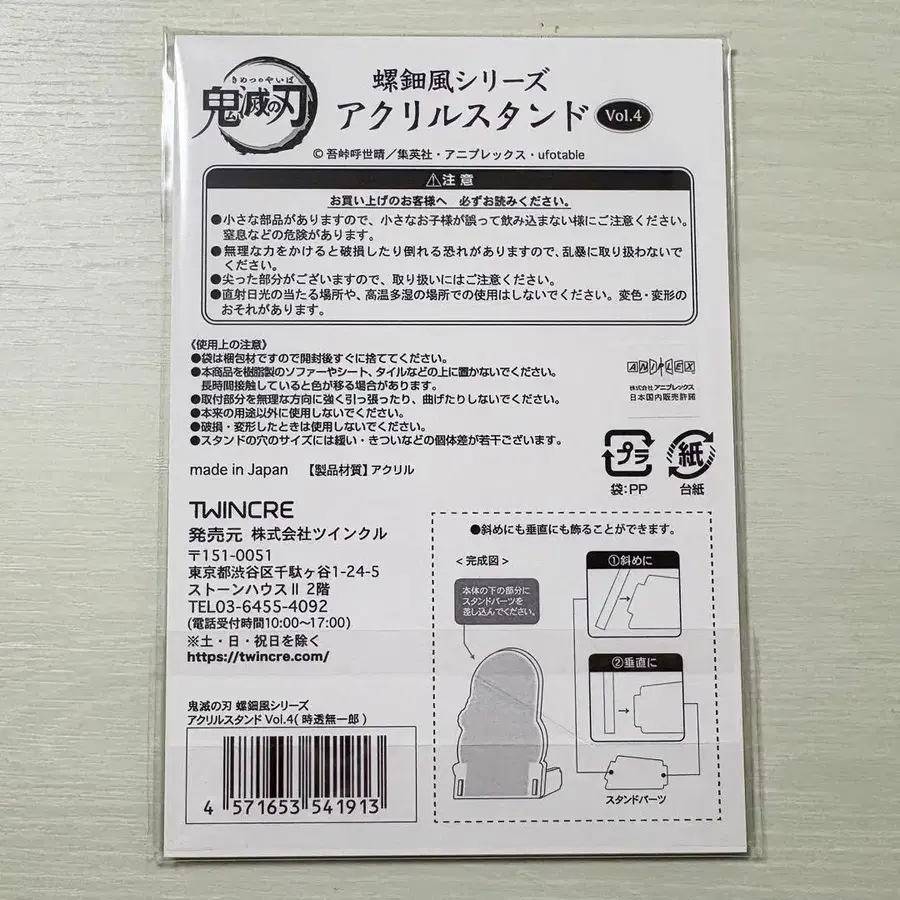 きめつのやいば
鬼滅の刃
螺鈿風シリーズ
アクリルスタンド Vol.4
© 吾峠呼世晴／集英社・アニプレックス・ufotable
⚠注意
お買い上げのお客様へ 必ずお読みください。
●小さな部品がありますので、小さなお子様が誤って飲み込まない様にご注意ください。
窒息などの危険があります。
●無理な力をかけると破損したり倒れる恐れがありますので、乱暴に取り扱わないで
ください。
●尖った部分がございますので、取り扱いにはご注意ください。
●直射日光の当たる場所や、高温多湿の場所での使用はしないでください。変色・変形の
おそれがあります。
《使用上の注意》
●袋は梱包材ですので開封後すぐに捨ててください。
●本商品を樹脂製のソファーやシート、タイルなどの上に置かないでください。
長時間接触していると色が移る場合があります。
●取付部分を無理な方向に強く引っ張ったり、曲げたりしないでください。
●本来の用途以外に使用しないでください。
●破損・変形したときは使用しないでください。
●スタンドの穴のサイズには緩い・きついなどの個体差が若干ございます。
ANIPLEX
株式会社アニプレックス
日本国内販売許諾
made in Japan 【製品材質】アクリル
プラ
袋:PP
紙
台紙
TWINCRE
発売元 株式会社ツインクル
〒151-0051
東京都渋谷区千駄ヶ谷1-24-5
ストーンハウスⅡ 2階
TEL03-6455-4092
(電話受付時間10:00〜17:00)
※土・日・祝日を除く
https://twincre.com/
●斜めにも垂直にも飾ることができます。
<完成図>
本体の下の部分に
スタンドパーツを
差し込んでください。
①斜めに
②垂直に
スタンドパーツ
鬼滅の刃 螺鈿風シリーズ
アクリルスタンド Vol.4(時透無一郎)
4 571653 541913